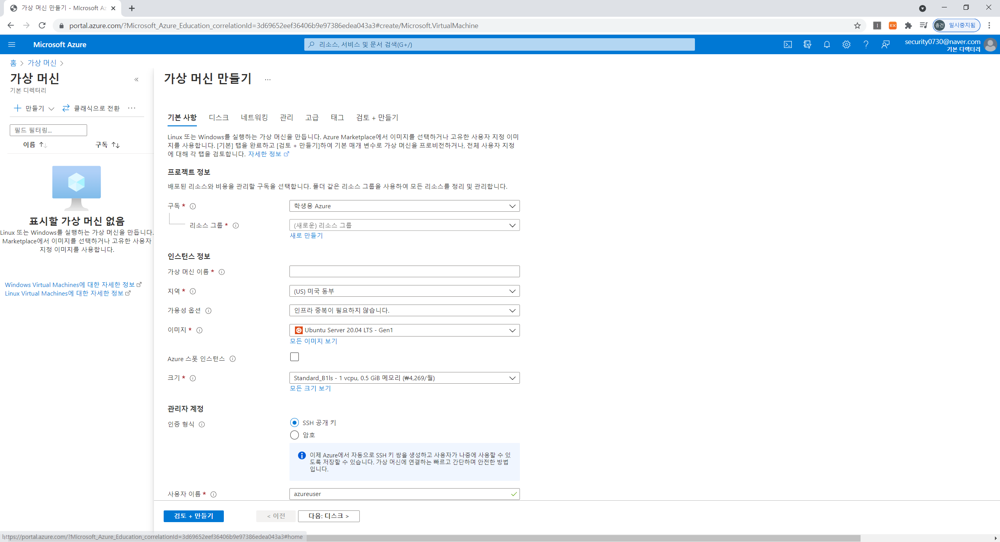 가상 머신 만들기 - Microsoft Az
portal.azure.com/?Microsoft_Azure_Education_correlationId=3d69652eef36406b9e97386edea043a3#create/Microsoft.VirtualMachine
EX
충건 일시중지됨
Microsoft Azure
리소스, 서비스 및 문서 검색(G+/)
security0730@naver.com
기본 디렉터리
홈 > 가상 머신 >
가상 머신 «
기본 디렉터리
+ 만들기 클래식으로 전환 ...
필드 필터링...
이름 ↑↓ 구독 ↑↓
표시할 가상 머신 없음
Linux 또는 Windows를 실행하는 가상 머신을 만듭니다.
Marketplace에서 이미지를 선택하거나 고유한 사용자
지정 이미지를 사용합니다.
Windows Virtual Machines에 대한 자세한 정보
Linux Virtual Machines에 대한 자세한 정보
가상 머신 만들기 ...
기본 사항 디스크 네트워킹 관리 고급 태그 검토 + 만들기
Linux 또는 Windows를 실행하는 가상 머신을 만듭니다. Azure Marketplace에서 이미지를 선택하거나 고유한 사용자 지정 이미
지를 사용합니다. [기본] 탭을 완료하고 [검토 + 만들기]하여 기본 매개 변수로 가상 머신을 프로비전하거나, 전체 사용자 지정
에 대해 각 탭을 검토합니다. 자세한 정보
프로젝트 정보
배포된 리소스와 비용을 관리할 구독을 선택합니다. 폴더 같은 리소스 그룹을 사용하여 모든 리소스를 정리 및 관리합니다.
구독 * 학생용 Azure
리소스 그룹 * (새로운) 리소스 그룹
새로 만들기
인스턴스 정보
가상 머신 이름 *
지역 * (US) 미국 동부
가용성 옵션 인프라 중복이 필요하지 않습니다.
이미지 * Ubuntu Server 20.04 LTS - Gen1
모든 이미지 보기
Azure 스폿 인스턴스
크기 * Standard_B1ls - 1 vcpu, 0.5 GiB 메모리 (₩4,269/월)
모든 크기 보기
관리자 계정
인증 형식 SSH 공개 키
암호
이제 Azure에서 자동으로 SSH 키 쌍을 생성하고 사용자가 나중에 사용할 수 있
도록 저장할 수 있습니다. 가상 머신에 연결하는 빠르고 간단하며 안전한 방법
입니다.
사용자 이름 * azureuser
검토 + 만들기 < 이전 다음: 디스크 >
https://portal.azure.com/?Microsoft_Azure_Education_correlationId=3d69652eef36406b9e97386edea043a3#home